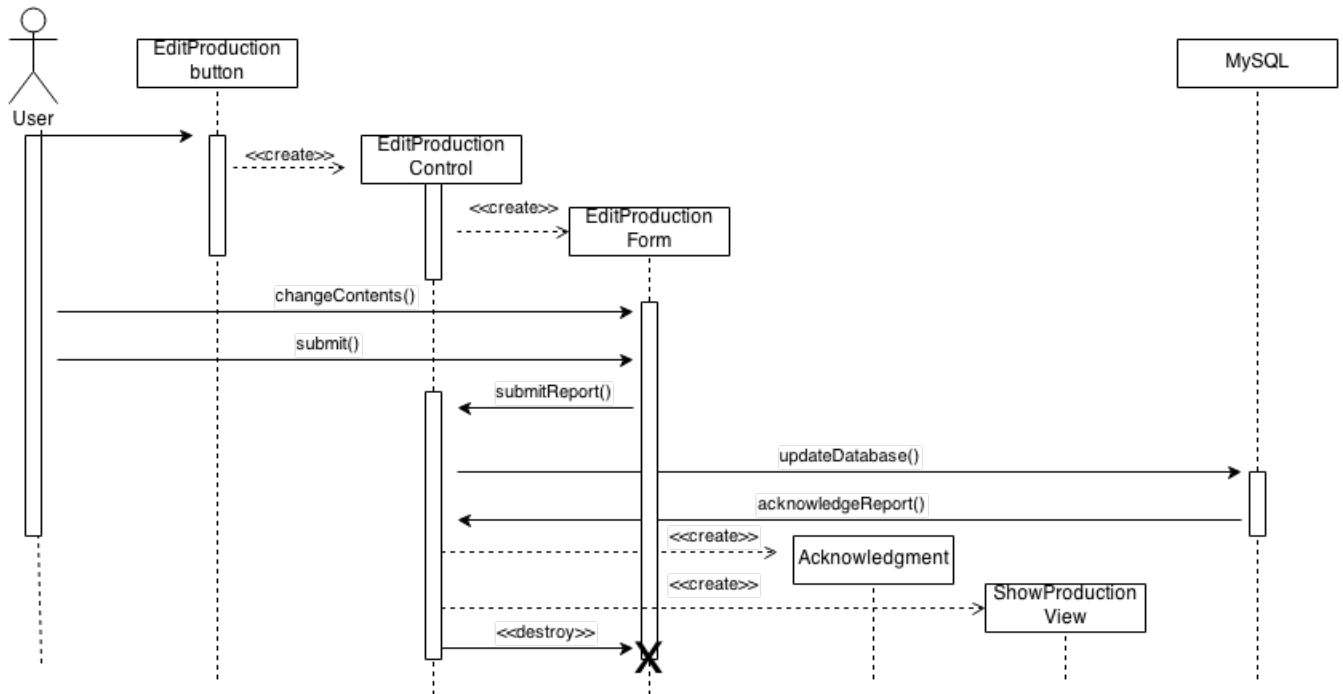 EditProduction
button
MySQL
User
EditProduction
Control
<<create>>
<<create>>
EditProduction
Form
changeContents()
submit()
submitReport()
updateDatabase()
acknowledgeReport()
<<create>>
Acknowledgment
<<create>>
ShowProduction
View
<<destroy>>